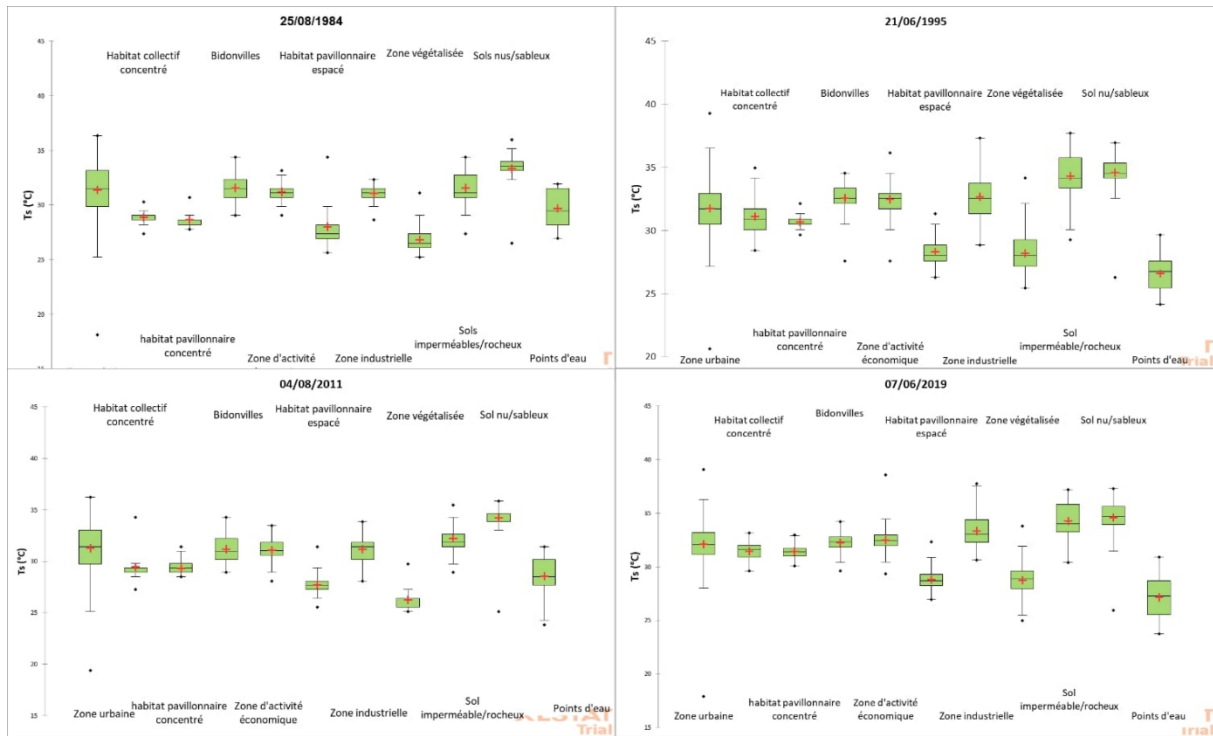 25/08/1984
Habitat collectif
concentré
Bidonvilles
Habitat pavillonnaire
espacé
Zone végétalisée
Sols nus/sableux
45
40
35
30
25
20
Ts (°C)
habitat pavillonnaire
concentré
Zone d'activité
Zone industrielle
Sols
imperméables/rocheux
Points d'eau
21/06/1995
Habitat collectif
concentré
Bidonvilles
Habitat pavillonnaire
espacé
Zone végétalisée
Sol nu/sableux
45
40
35
30
25
20
Ts (°C)
Zone urbaine
habitat pavillonnaire
concentré
Zone d'activité
économique
Zone industrielle
Sol
imperméable/rocheux
Points d'eau
Trial
04/08/2011
Habitat collectif
concentré
Bidonvilles
Habitat pavillonnaire
espacé
Zone végétalisée
Sol nu/sableux
45
40
35
30
25
20
15
Ts (°C)
Zone urbaine
habitat pavillonnaire
concentré
Zone d'activité
économique
Zone industrielle
Sol
imperméable/rocheux
Points d'eau
Trial
07/06/2019
Habitat collectif
concentré
Bidonvilles
Habitat pavillonnaire
espacé
Zone végétalisée
Sol nu/sableux
45
40
35
30
25
20
15
Ts (°C)
Zone urbaine
habitat pavillonnaire
concentré
Zone d'activité
économique
Zone industrielle
Sol
imperméable/rocheux
Points d'eau